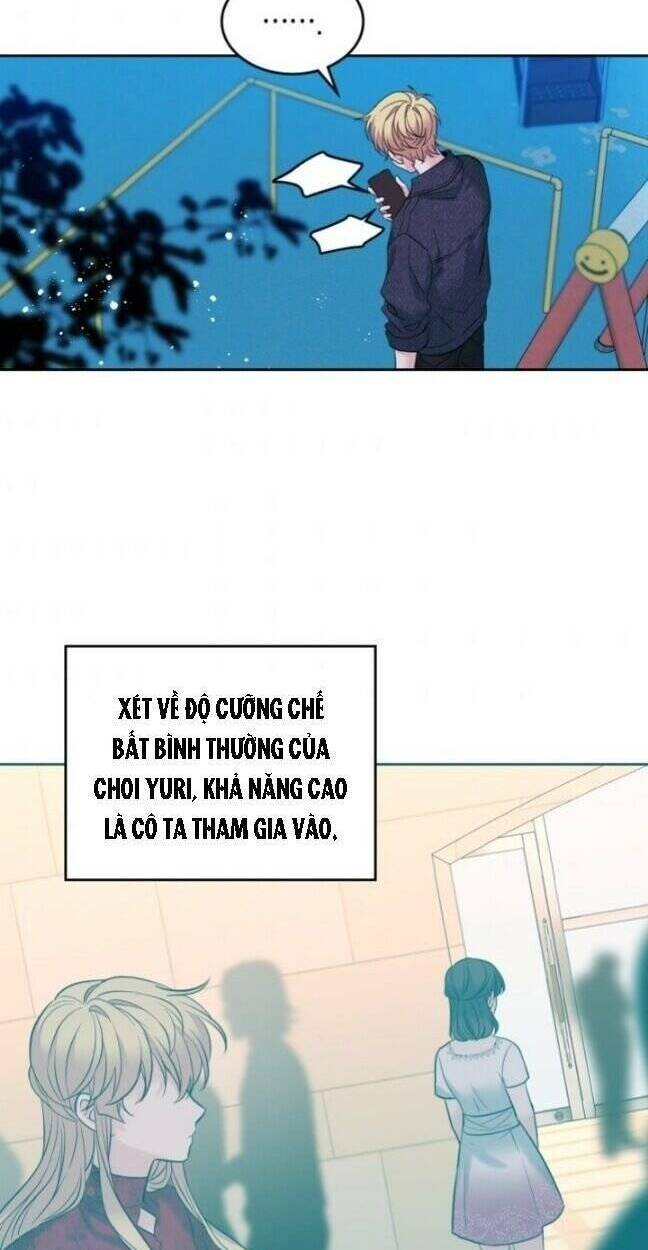 …….
XÉT VỀ ĐỘ CƯỠNG CHẾ
BẤT BÌNH THƯỜNG CỦA
CHOI YURI, KHẢ NĂNG CAO
LÀ CÔ TA THAM GIA VÀO.